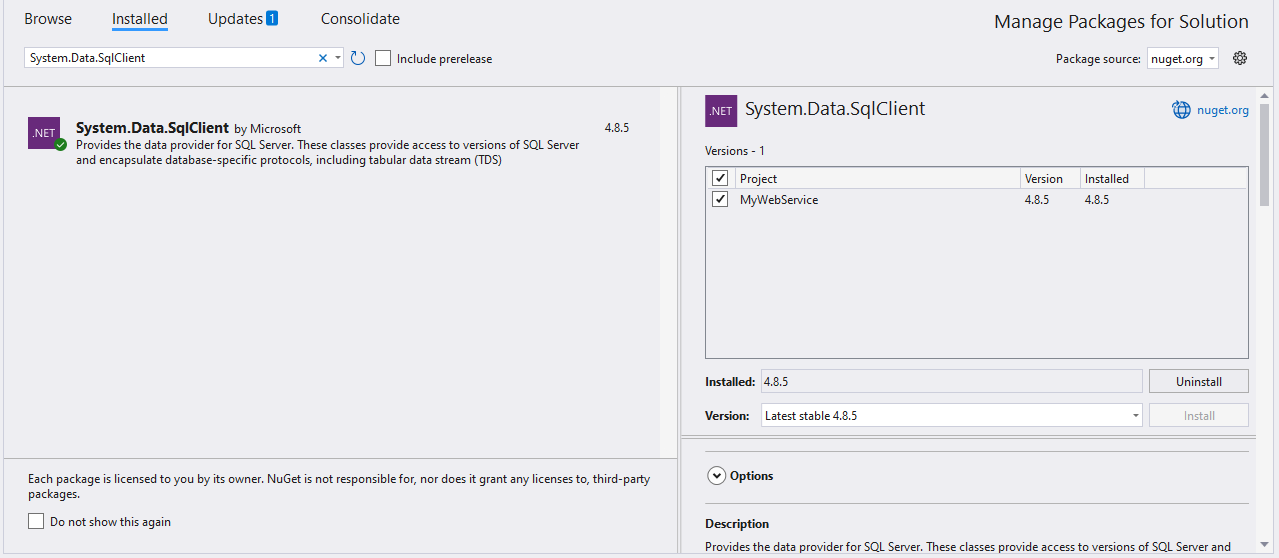 Browse
Installed
Updates 1
Consolidate
Manage Packages for Solution
System.Data.SqlClient
Include prerelease
Package source: nuget.org
.NET
System.Data.SqlClient by Microsoft
4.8.5
Provides the data provider for SQL Server. These classes provide access to versions of SQL Server
and encapsulate database-specific protocols, including tabular data stream (TDS)
Each package is licensed to you by its owner. NuGet is not responsible for, nor does it grant any licenses to, third-party
packages.
Do not show this again
.NET
System.Data.SqlClient
nuget.org
Versions - 1
Project Version Installed
MyWebService 4.8.5 4.8.5
Installed: 4.8.5 Uninstall
Version: Latest stable 4.8.5 Install
Options
Description
Provides the data provider for SQL Server. These classes provide access to versions of SQL Server and